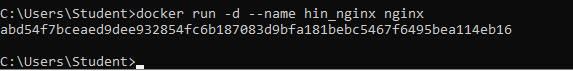 C:\Users\Student>docker run -d --name hin_nginx nginx
abd54f7bceaed9dee932854fc6b187083d9bfa181bebc5467f6495bea114eb16
C:\Users\Student>